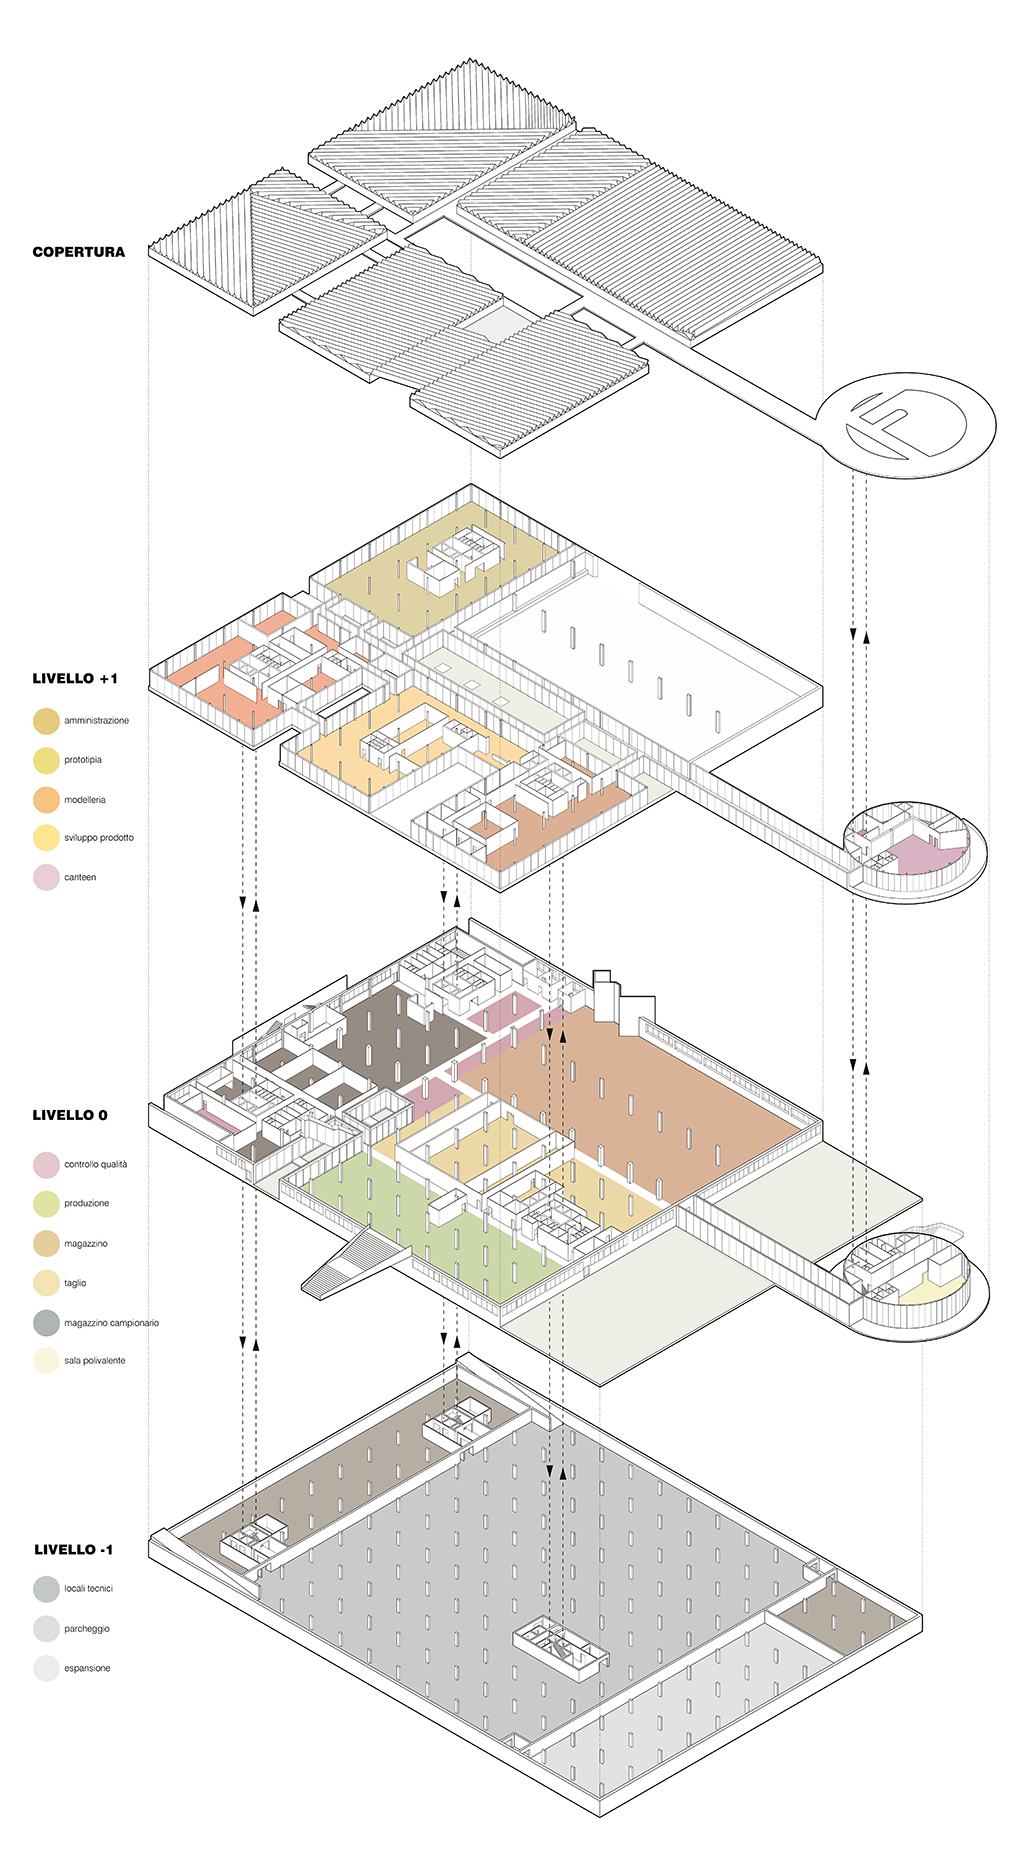 COPERTURA
LIVELLO +1
amministrazione
prototipia
modelleria
sviluppo prodotto
canteen
LIVELLO 0
controllo qualità
produzione
magazzino
taglio
magazzino campionario
sala polivalente
LIVELLO -1
locali tecnici
parcheggio
espansione